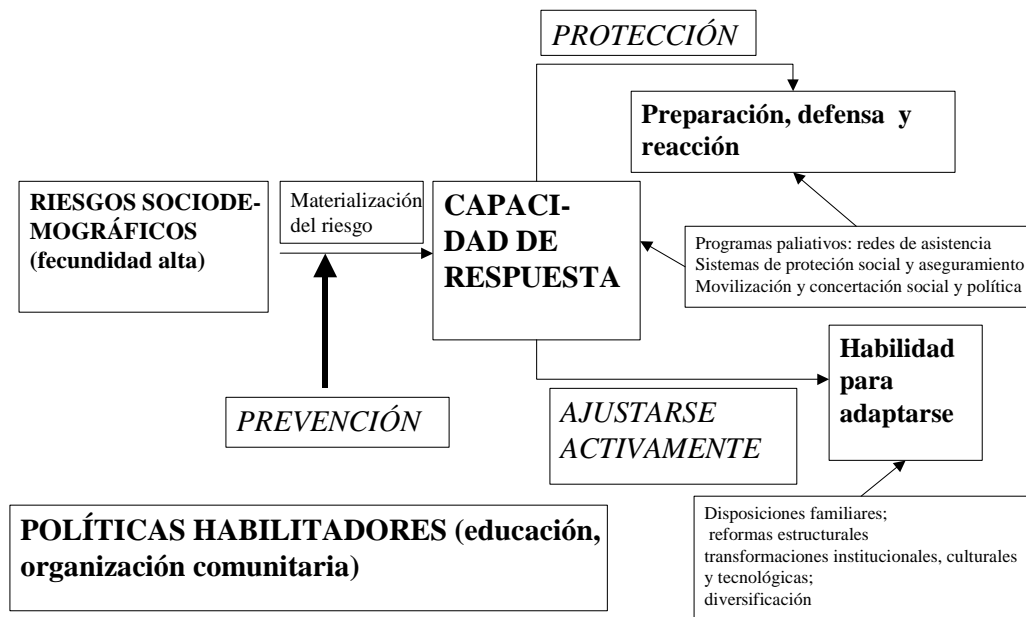 PROTECCIÓN
Preparación, defensa y
reacción
RIESGOS SOCIODE-
MOGRÁFICOS
(fecundidad alta)
Materialización
del riesgo
CAPACI-
DAD DE
RESPUESTA
Programas paliativos: redes de asistencia
Sistemas de proteción social y aseguramiento
Movilización y concertación social y política
Habilidad
para
adaptarse
PREVENCIÓN
AJUSTARSE
ACTIVAMENTE
POLÍTICAS HABILITADORES (educación,
organización comunitaria)
Disposiciones familiares;
reformas estructurales
transformaciones institucionales, culturales
y tecnológicas;
diversificación